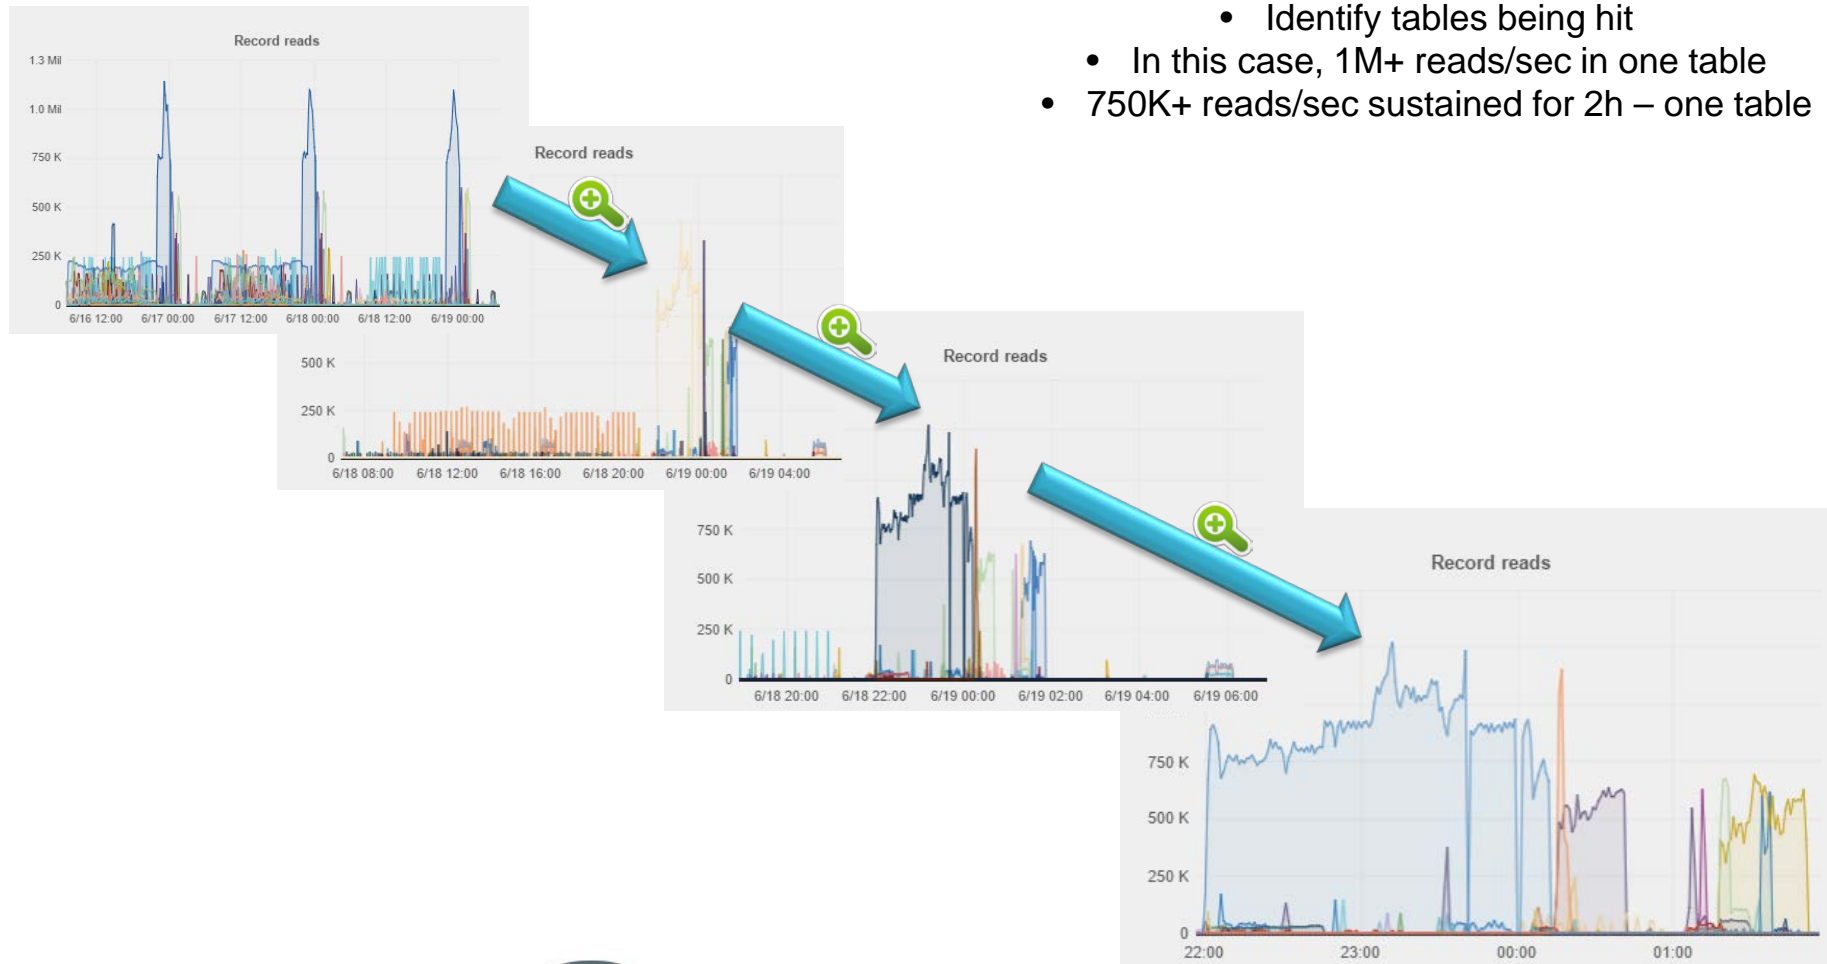 • Identify tables being hit
• In this case, 1M+ reads/sec in one table
• 750K+ reads/sec sustained for 2h – one table
Record reads
1.3 Mil
1.0 Mil
750 K
500 K
250 K
0
6/16 12:00 6/17 00:00 6/17 12:00 6/18 00:00 6/18 12:00 6/19 00:00
Record reads
500 K
250 K
0
6/18 08:00 6/18 12:00 6/18 16:00 6/18 20:00 6/19 00:00 6/19 04:00
Record reads
750 K
500 K
250 K
0
6/18 20:00 6/18 22:00 6/19 00:00 6/19 02:00 6/19 04:00 6/19 06:00
Record reads
750 K
500 K
250 K
0
22:00 23:00 00:00 01:00